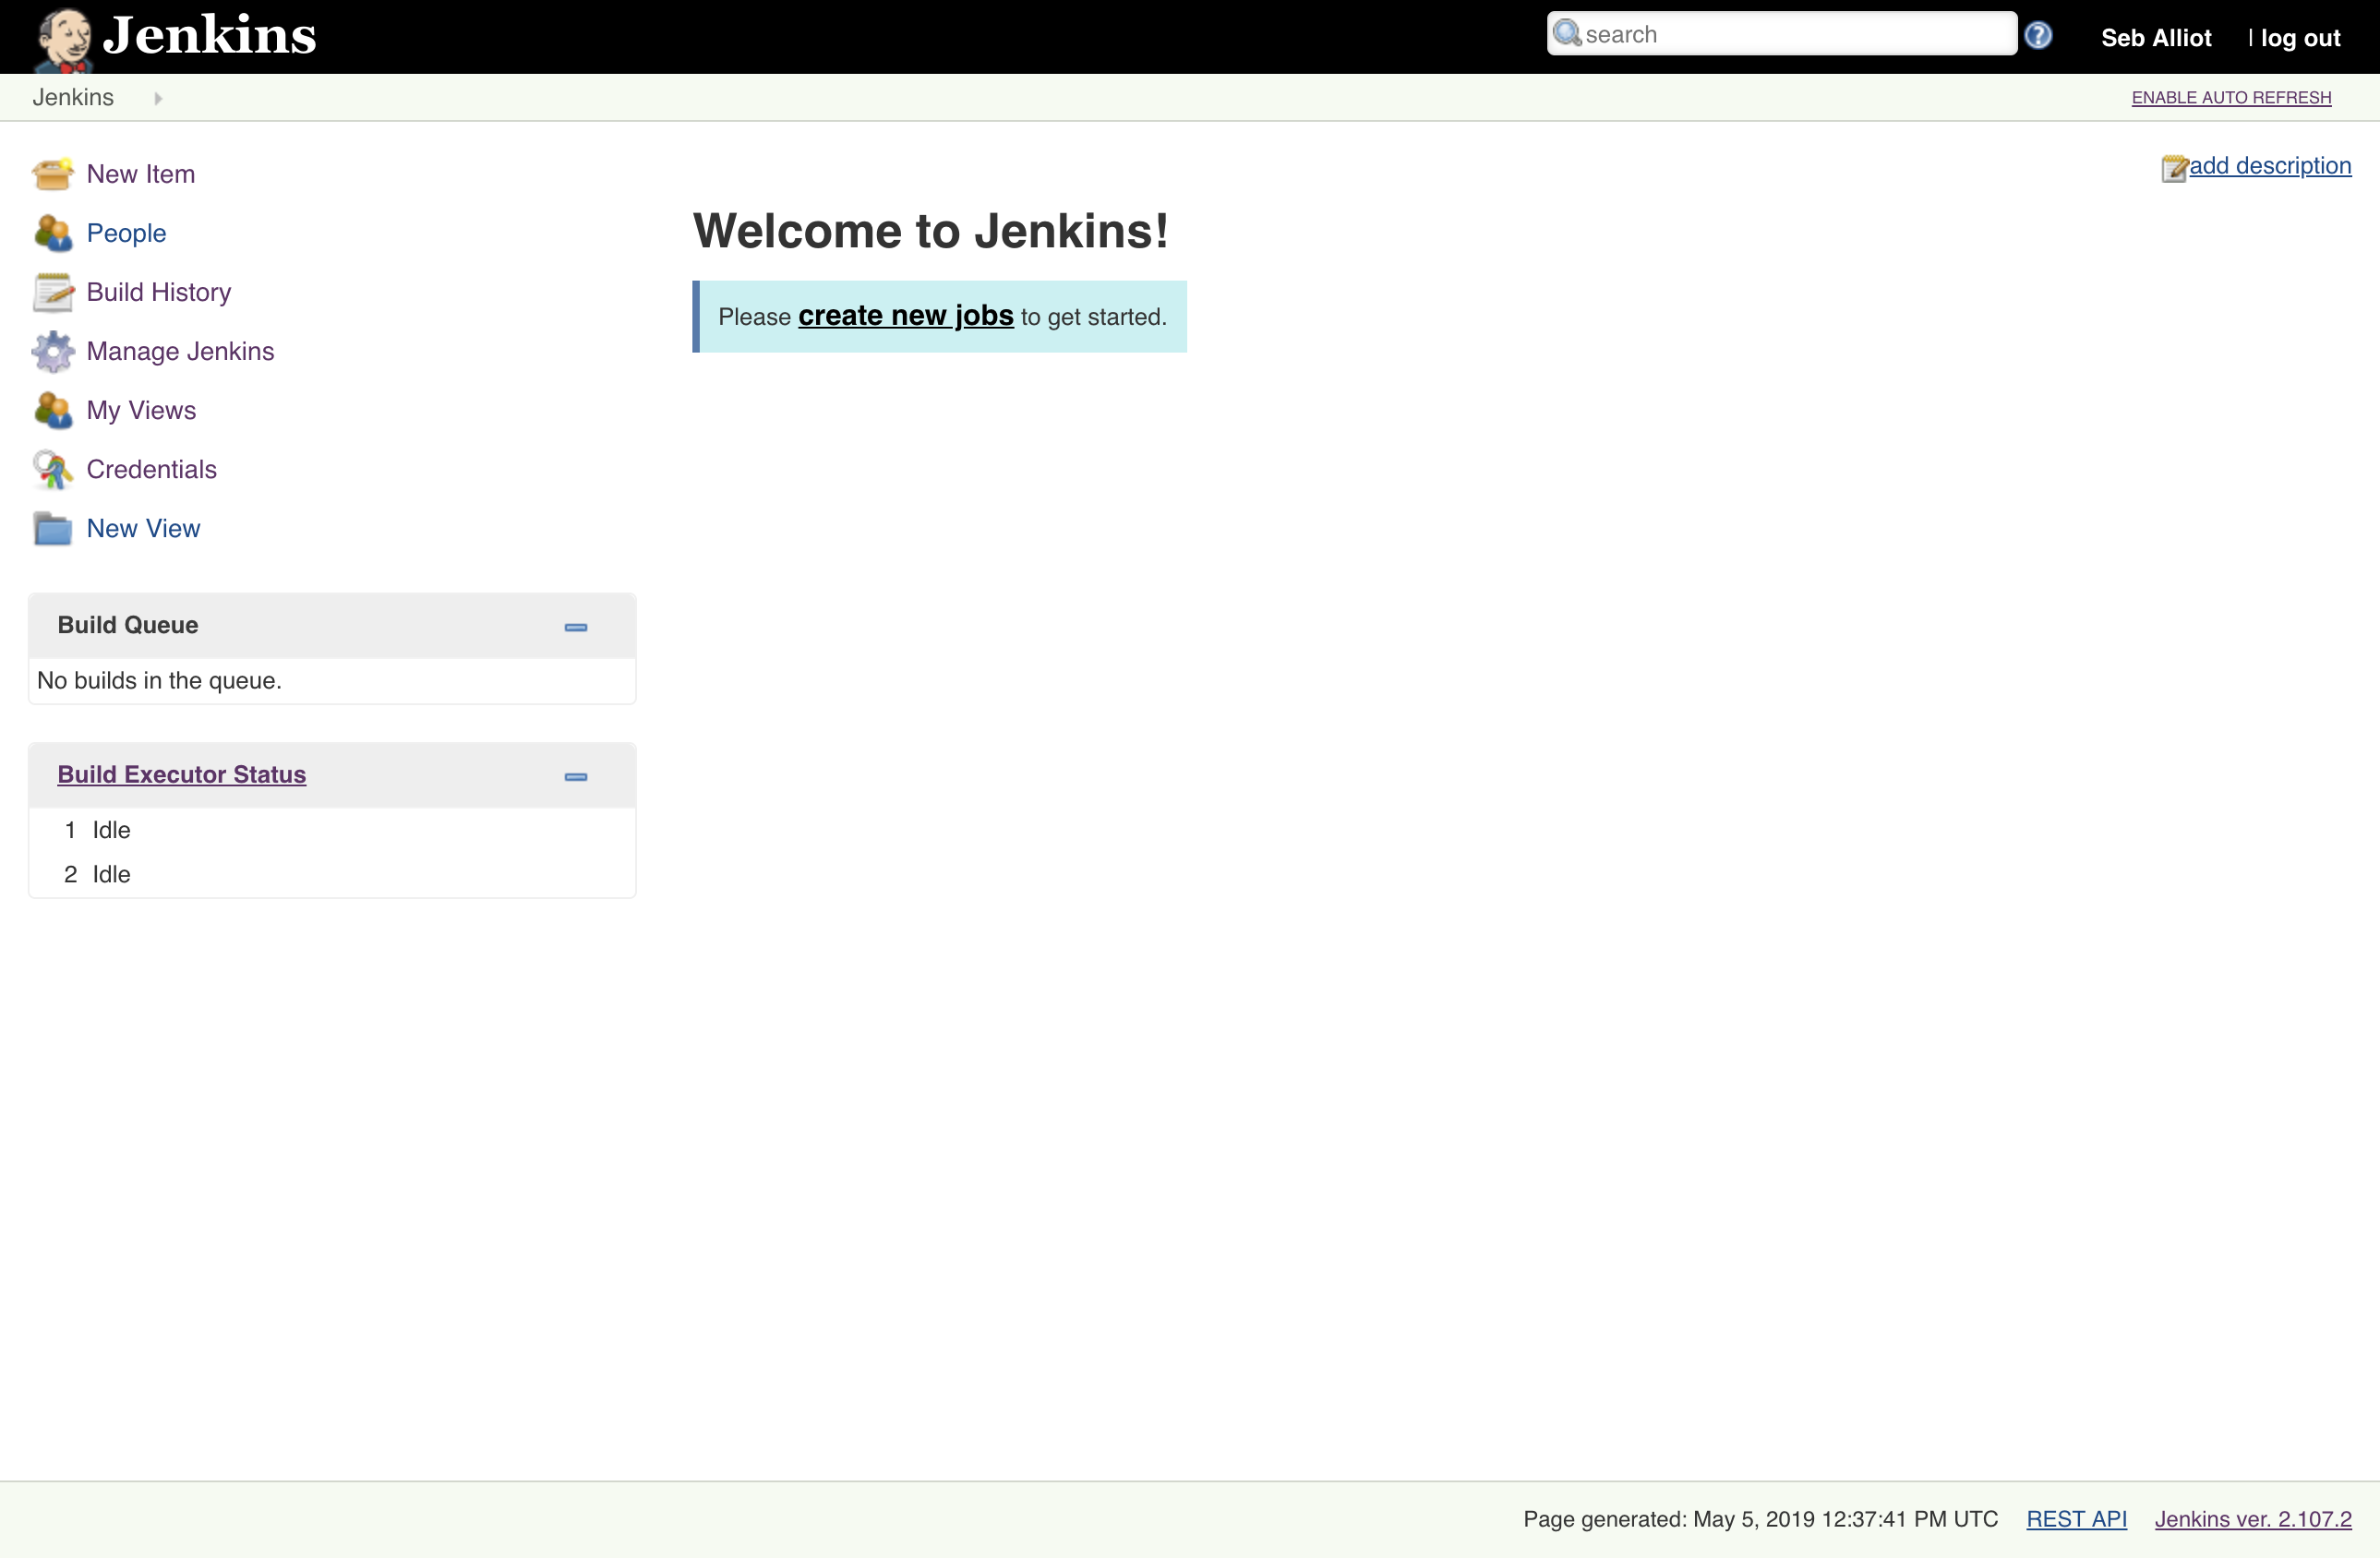 Jenkins
search
Seb Alliot | log out
Jenkins
ENABLE AUTO REFRESH
New Item
People
Build History
Manage Jenkins
My Views
Credentials
New View
Build Queue
No builds in the queue.
Build Executor Status
1 Idle
2 Idle
add description
Welcome to Jenkins!
Please create new jobs to get started.
Page generated: May 5, 2019 12:37:41 PM UTC REST API Jenkins ver. 2.107.2